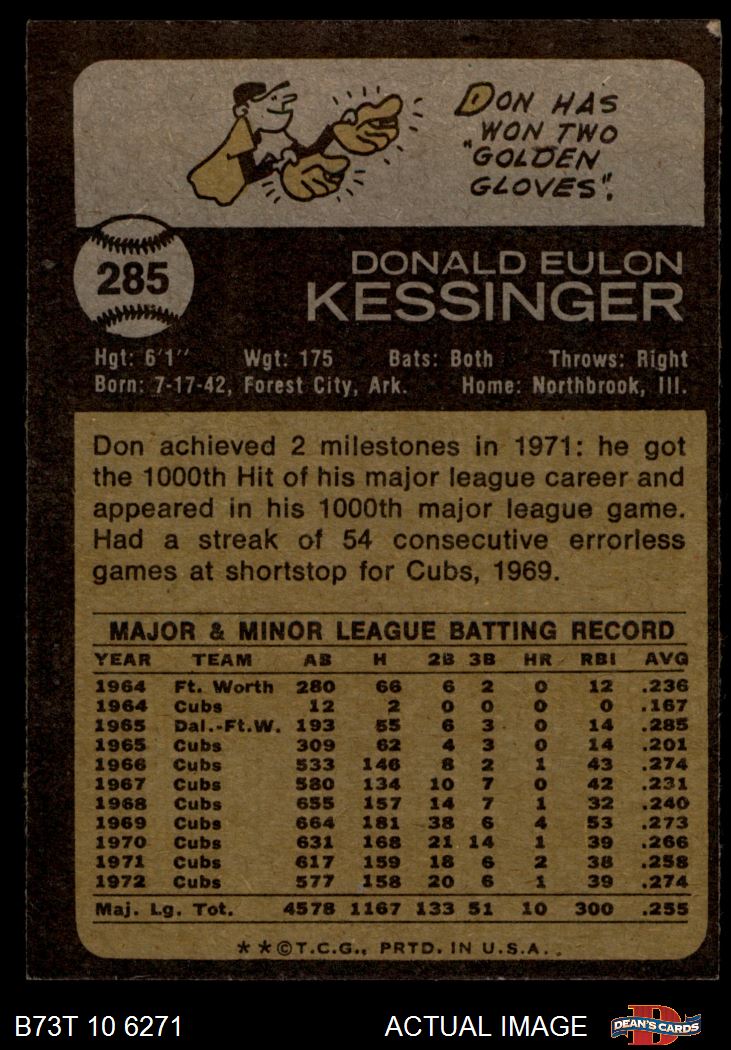 DON HAS
WON TWO
"GOLDEN
GLOVES".
285
DONALD EULON
KESSINGER
Hgt: 6'1" Wgt: 175 Bats: Both Throws: Right
Born: 7-17-42, Forest City, Ark. Home: Northbrook, Ill.
Don achieved 2 milestones in 1971: he got
the 1000th Hit of his major league career and
appeared in his 1000th major league game.
Had a streak of 54 consecutive errorless
games at shortstop for Cubs, 1969.
MAJOR & MINOR LEAGUE BATTING RECORD
YEAR TEAM AB H 2B 3B HR RBI AVG
1964 Ft. Worth 280 66 6 2 0 12 .236
1964 Cubs 12 2 0 0 0 0 .167
1965 Dal.-Ft.W. 193 55 6 3 0 14 .285
1965 Cubs 309 62 4 3 0 14 .201
1966 Cubs 533 146 8 2 1 43 .274
1967 Cubs 580 134 10 7 0 42 .231
1968 Cubs 655 157 14 7 1 32 .240
1969 Cubs 664 181 38 6 4 53 .273
1970 Cubs 631 168 21 14 1 39 .266
1971 Cubs 617 159 18 6 2 38 .258
1972 Cubs 577 158 20 6 1 39 .274
Maj. Lg. Tot. 4578 1167 133 51 10 300 .255
**©T.C.G., PRTD. IN U.S.A.
B73T 10 6271 ACTUAL IMAGE DEAN'S CARDS